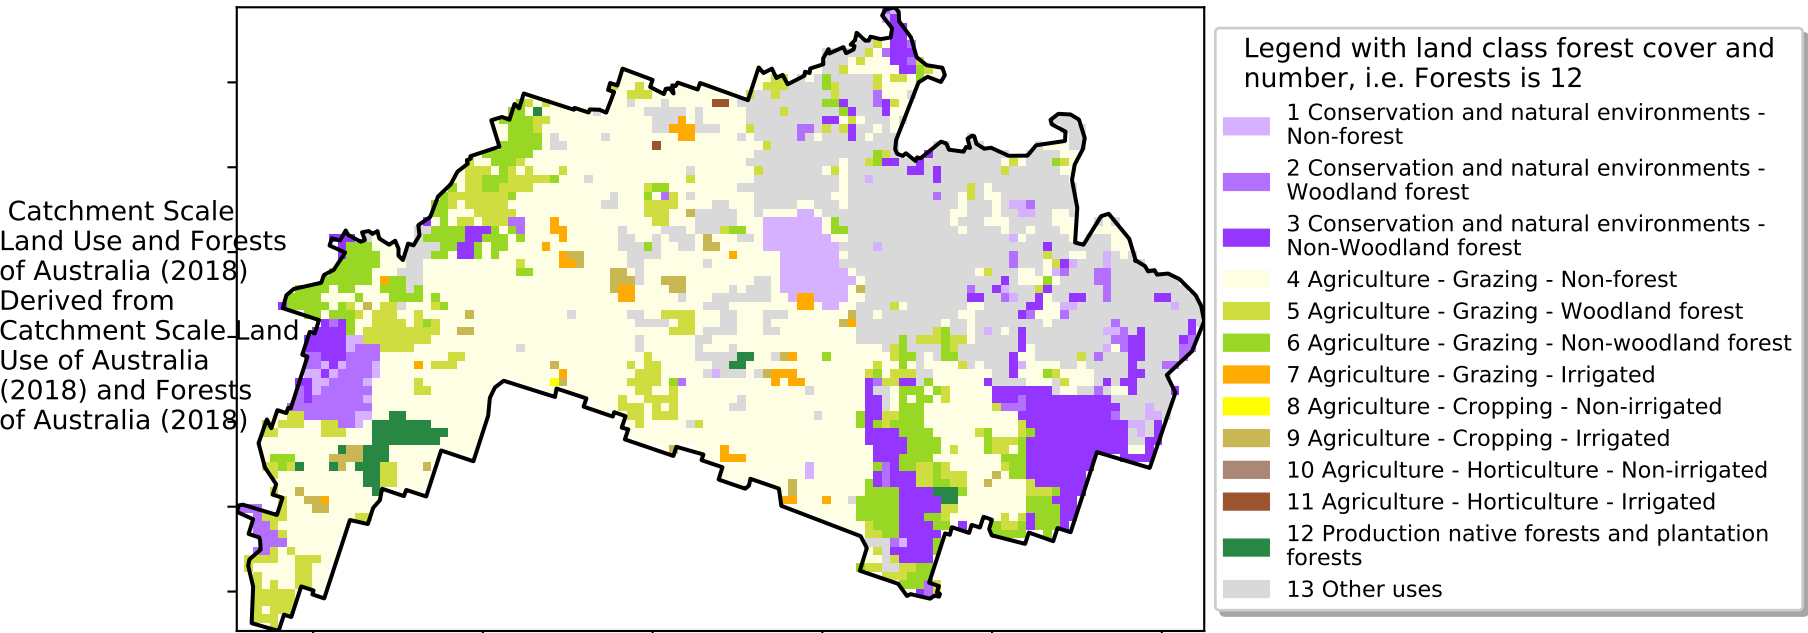 Catchment Scale
Land Use and Forests
of Australia (2018)
Derived from
Catchment Scale Land
Use of Australia
(2018) and Forests
of Australia (2018)
Legend with land class forest cover and
number, i.e. Forests is 12
1 Conservation and natural environments -
Non-forest
2 Conservation and natural environments -
Woodland forest
3 Conservation and natural environments -
Non-Woodland forest
4 Agriculture - Grazing - Non-forest
5 Agriculture - Grazing - Woodland forest
6 Agriculture - Grazing - Non-woodland forest
7 Agriculture - Grazing - Irrigated
8 Agriculture - Cropping - Non-irrigated
9 Agriculture - Cropping - Irrigated
10 Agriculture - Horticulture - Non-irrigated
11 Agriculture - Horticulture - Irrigated
12 Production native forests and plantation
forests
13 Other uses